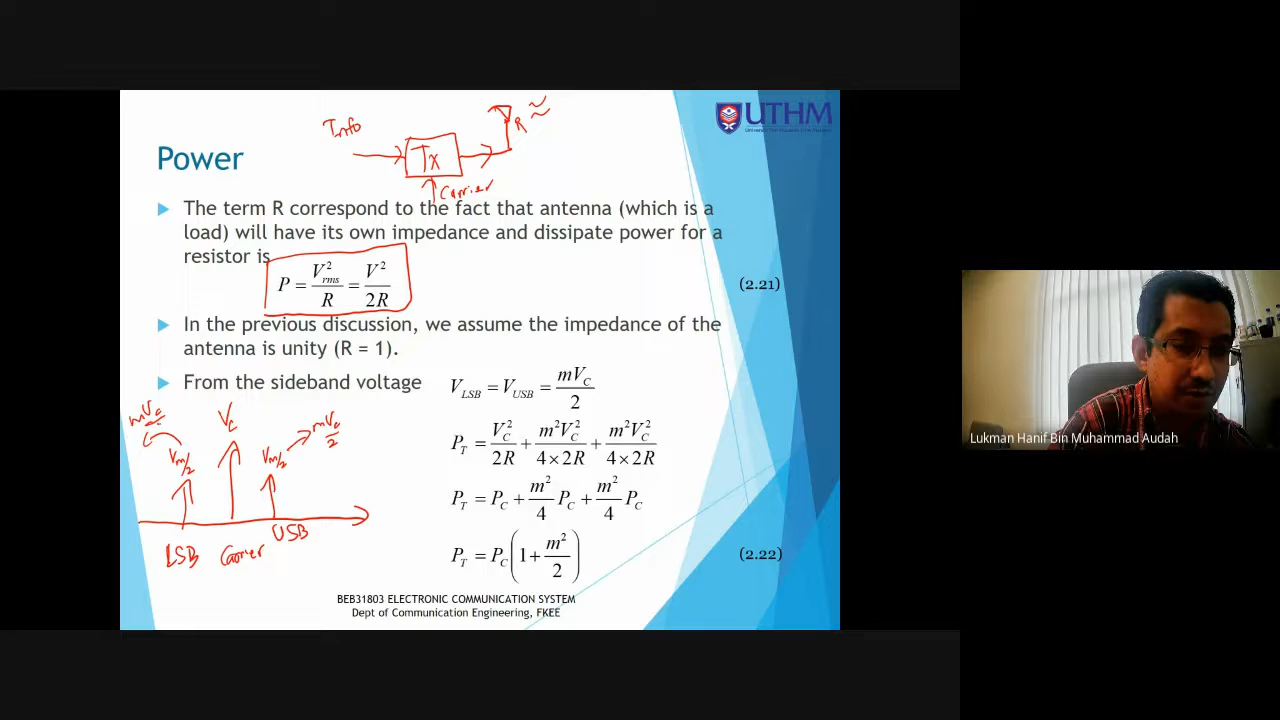 UTHM
Info
Tx
R
Carrier
Power
The term R correspond to the fact that antenna (which is a
load) will have its own impedance and dissipate power for a
resistor is
P = V²rms / R = V² / 2R
(2.21)
In the previous discussion, we assume the impedance of the
antenna is unity (R = 1).
From the sideband voltage
V_LSB = V_USB = mV_C / 2
P_T = V_C² / 2R + m²V_C² / 4×2R + m²V_C² / 4×2R
P_T = P_C + m²/4 P_C + m²/4 P_C
P_T = P_C (1 + m²/2)
(2.22)
mVc/2
Vm/2
Vc
Vm/2
mVc/2
LSB
Carrier
USB
BEB31803 ELECTRONIC COMMUNICATION SYSTEM
Dept of Communication Engineering, FKEE
Lukman Hanif Bin Muhammad Audah